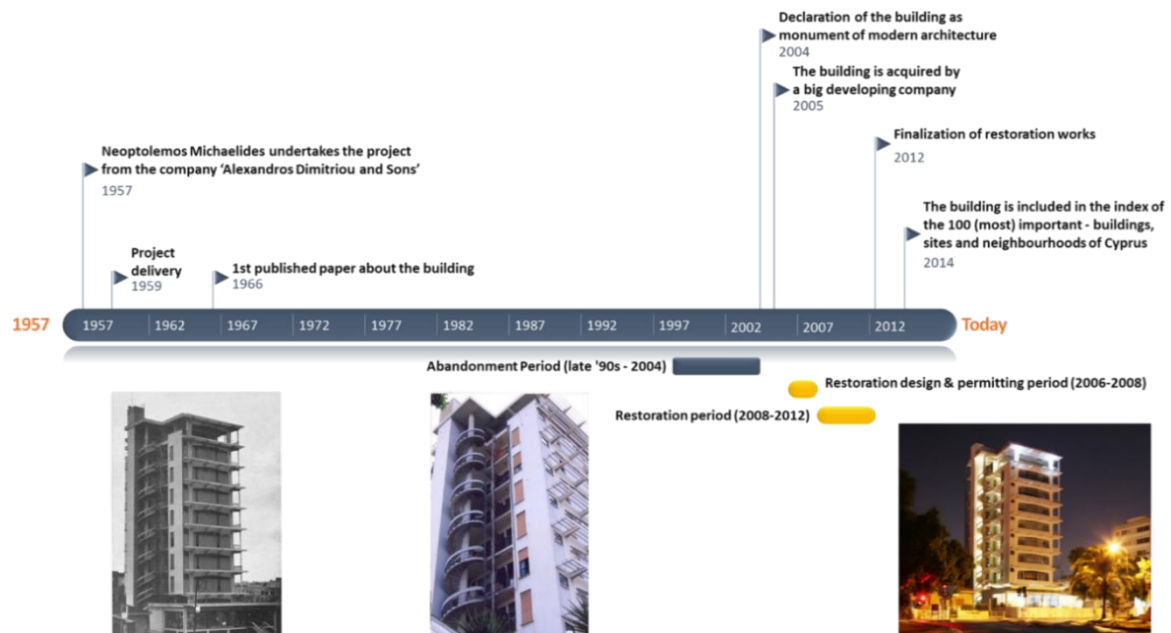 Declaration of the building as
monument of modern architecture
2004
The building is acquired by
a big developing company
2005
Finalization of restoration works
2012
Neoptolemos Michaelides undertakes the project
from the company ‘Alexandros Dimitriou and Sons’
1957
The building is included in the index of
the 100 (most) important - buildings,
sites and neighbourhoods of Cyprus
2014
Project
delivery
1959
1st published paper about the building
1966
1957 1957 1962 1967 1972 1977 1982 1987 1992 1997 2002 2007 2012 Today
Abandonment Period (late '90s - 2004)
Restoration design & permitting period (2006-2008)
Restoration period (2008-2012)